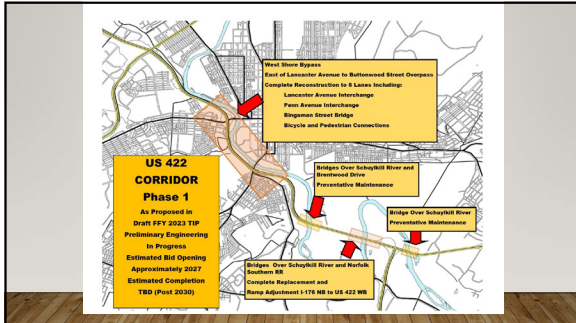 West Shore Bypass
East of Lancaster Avenue to Buttonwood Street Overpass
Complete Reconstruction to 6 Lanes Including:
Lancaster Avenue Interchange
Penn Avenue Interchange
Bingaman Street Bridge
Bicycle and Pedestrian Connections
US 422
CORRIDOR
Phase 1
As Proposed in
Draft FFY 2023 TIP
Preliminary Engineering
In Progress
Estimated Bid Opening
Approximately 2027
Estimated Completion
TBD (Post 2030)
Bridges Over Schuylkill River and
Brentwood Drive
Preventative Maintenance
Bridge Over Schuylkill River
Preventative Maintenance
Bridges Over Schuylkill River and Norfolk
Southern RR
Complete Replacement and
Ramp Adjustment I-176 NB to US 422 WB